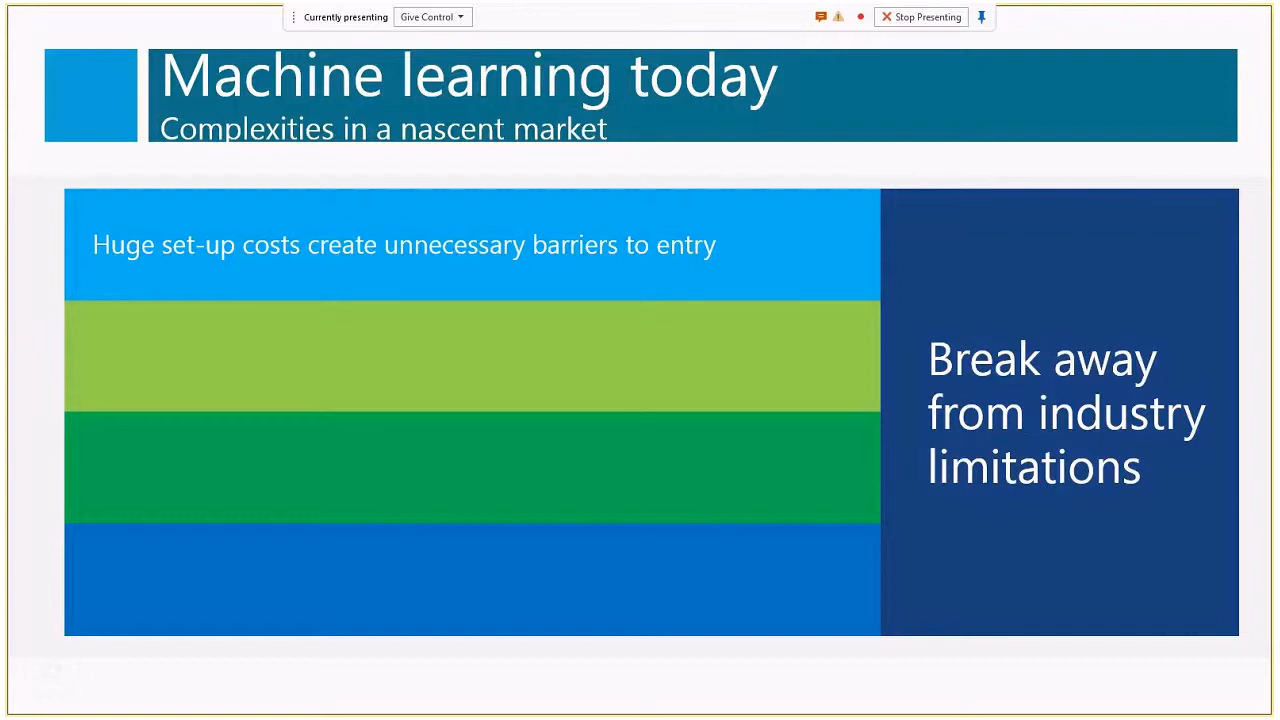 Currently presenting Give Control Stop Presenting
Machine learning today
Complexities in a nascent market
Huge set-up costs create unnecessary barriers to entry
Break away
from industry
limitations